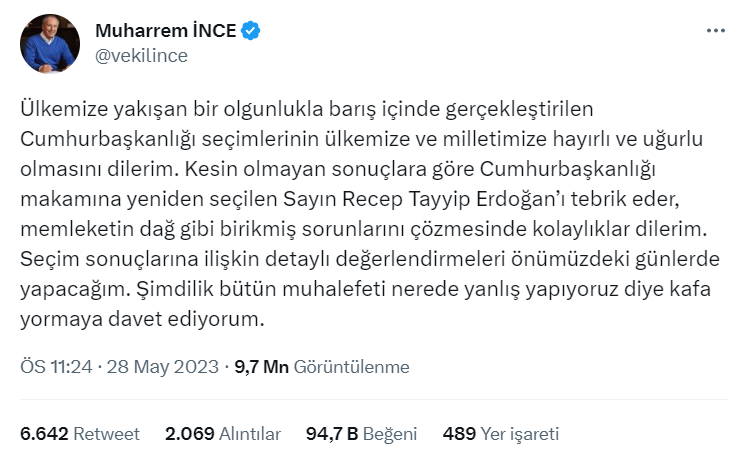 Muharrem İNCE
@vekilince
Ülkemize yakışan bir olgunlukla barış içinde gerçekleştirilen
Cumhurbaşkanlığı seçimlerinin ülkemize ve milletimize hayırlı ve uğurlu
olmasını dilerim. Kesin olmayan sonuçlara göre Cumhurbaşkanlığı
makamına yeniden seçilen Sayın Recep Tayyip Erdoğan’ı tebrik eder,
memleketin dağ gibi birikmiş sorunlarını çözmesinde kolaylıklar dilerim.
Seçim sonuçlarına ilişkin detaylı değerlendirmeleri önümüzdeki günlerde
yapacağım. Şimdilik bütün muhalefeti nerede yanlış yapıyoruz diye kafa
yormaya davet ediyorum.
ÖS 11:24 · 28 May 2023 · 9,7 Mn Görüntülenme
6.642 Retweet 2.069 Alıntılar 94,7 B Beğeni 489 Yer işareti